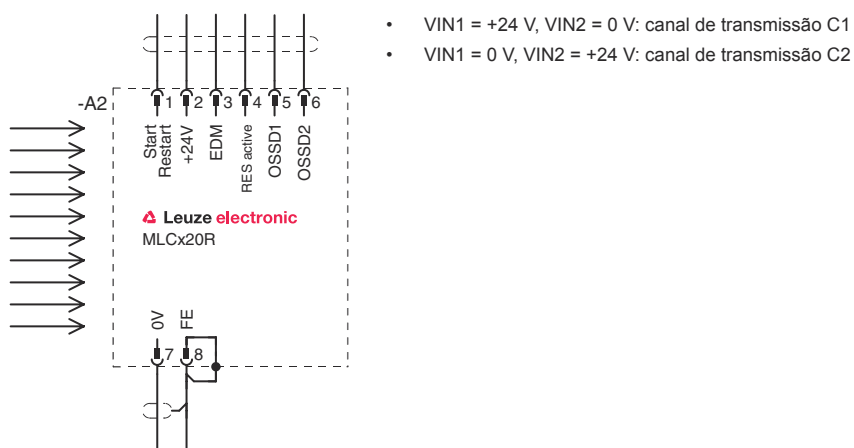 • VIN1 = +24 V, VIN2 = 0 V: canal de transmissão C1
• VIN1 = 0 V, VIN2 = +24 V: canal de transmissão C2
-A2
1 2 3 4 5 6
Start
Restart
+24V
EDM
RES active
OSSD1
OSSD2
Leuze electronic
MLCx20R
0V
FE
7 8